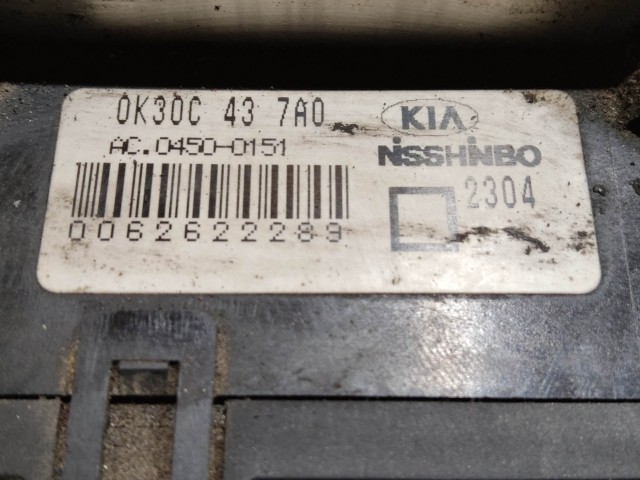 0K30C 43 7A0
KIA
AC.0450-0151
NiSSHiNBO
2304
0062622289